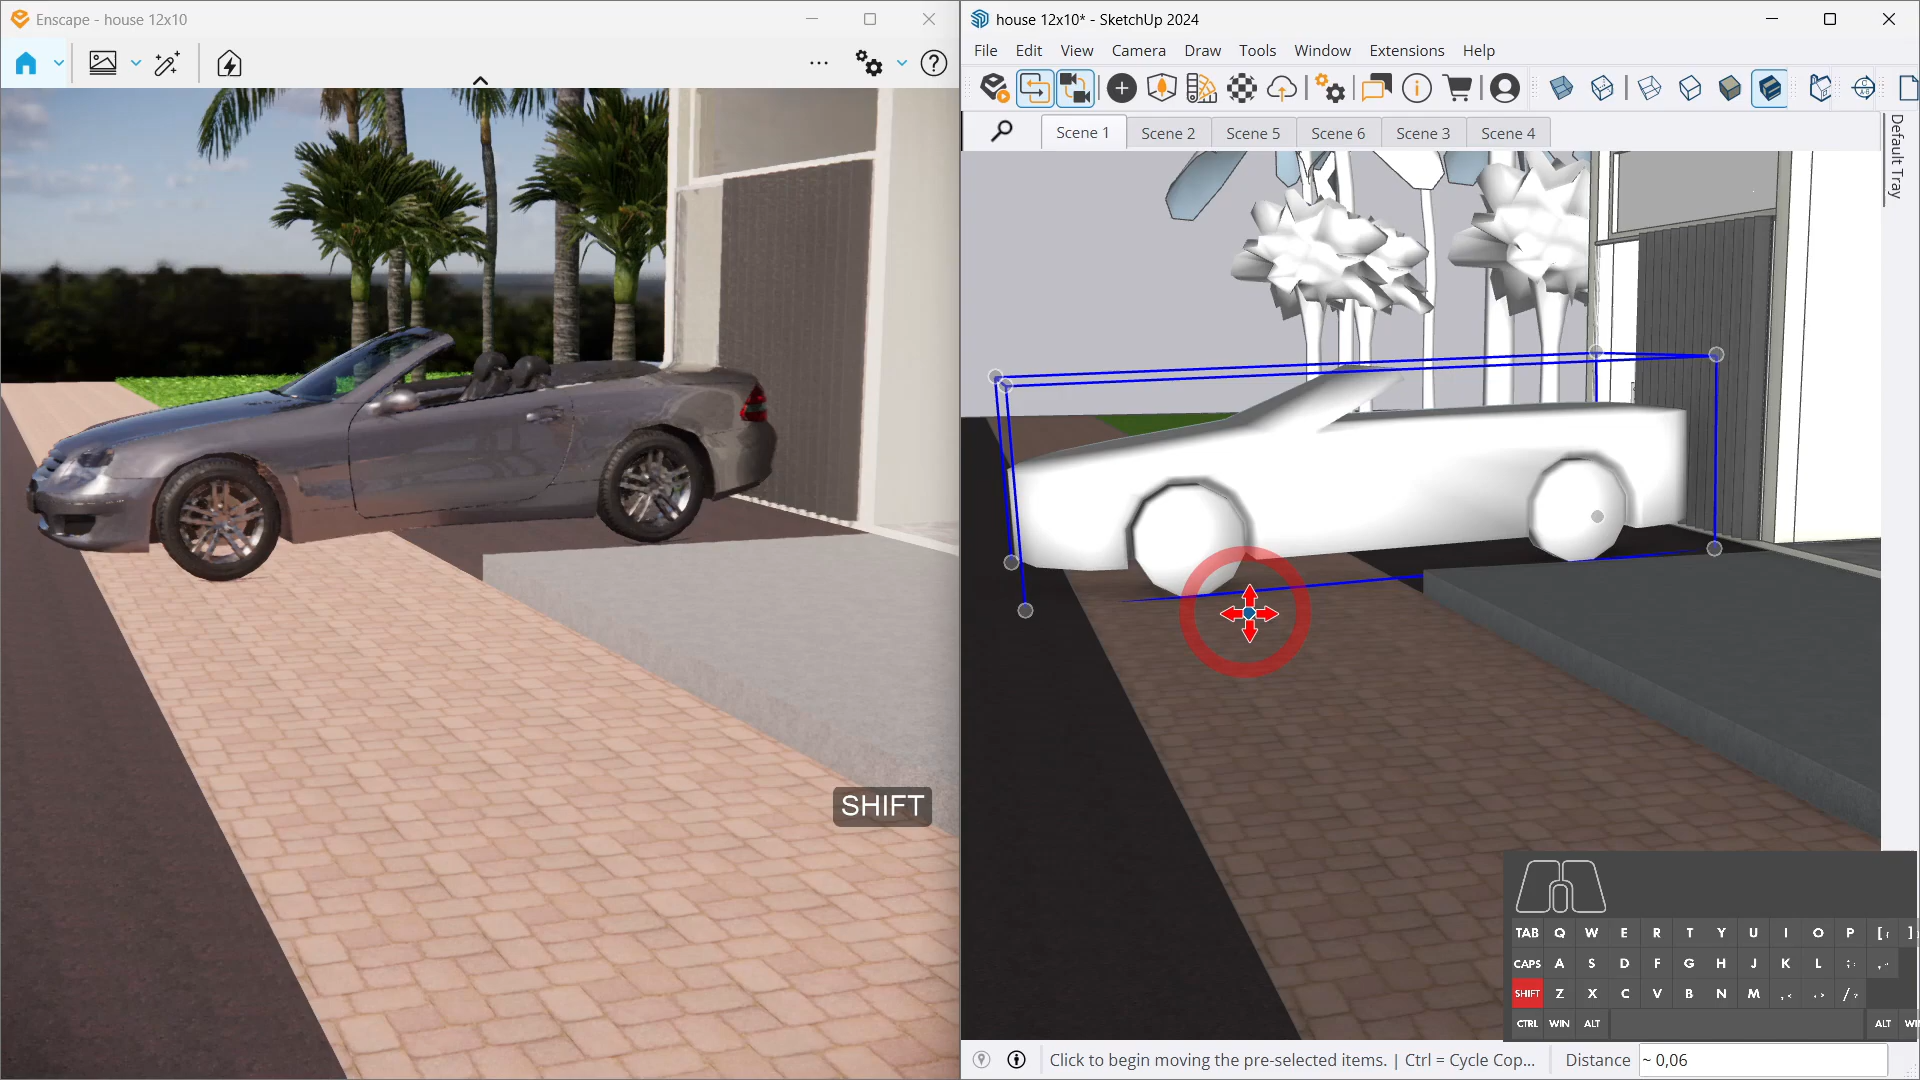 Enscape - house 12x10
house 12x10* - SketchUp 2024
File Edit View Camera Draw Tools Window Extensions Help
Scene 1 Scene 2 Scene 5 Scene 6 Scene 3 Scene 4
Default Tray
SHIFT
TAB Q W E R T Y U I O P [ ]
CAPS A S D F G H J K L ;
SHIFT Z X C V B N M , . / ?
CTRL WIN ALT ALT
Click to begin moving the pre-selected items. | Ctrl = Cycle Cop... Distance ~ 0,06